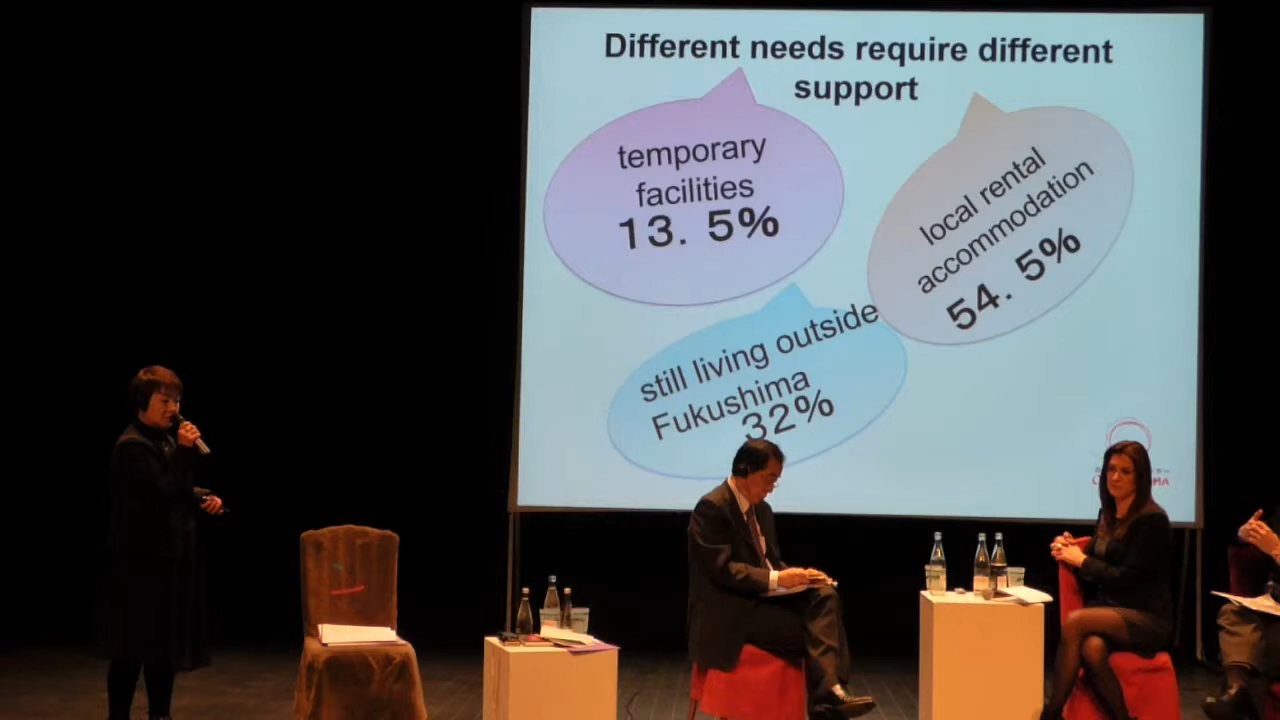 Different needs require different
support
temporary
facilities
13. 5%
local rental
accommodation
54. 5%
still living outside
Fukushima
32%